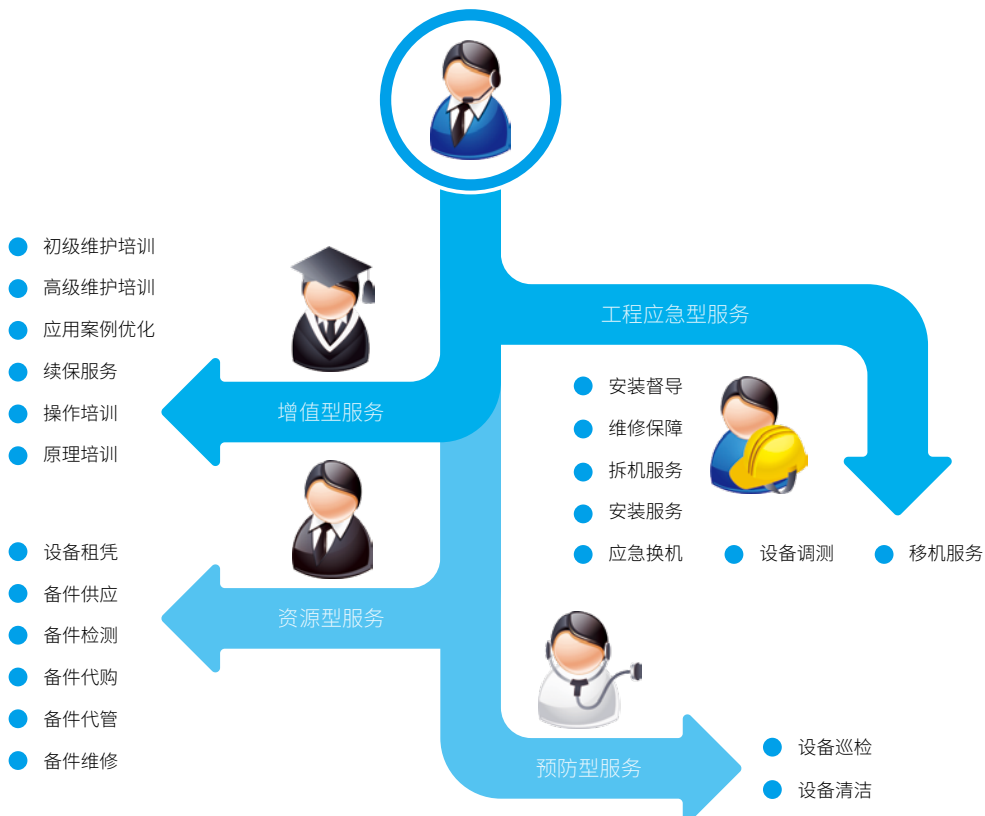 初级维护培训
高级维护培训
应用案例优化
续保服务
操作培训
原理培训
增值型服务
工程应急型服务
安装督导
维修保障
拆机服务
安装服务
应急换机
设备调测
移机服务
设备租凭
备件供应
备件检测
备件代购
备件代管
备件维修
资源型服务
预防型服务
设备巡检
设备清洁